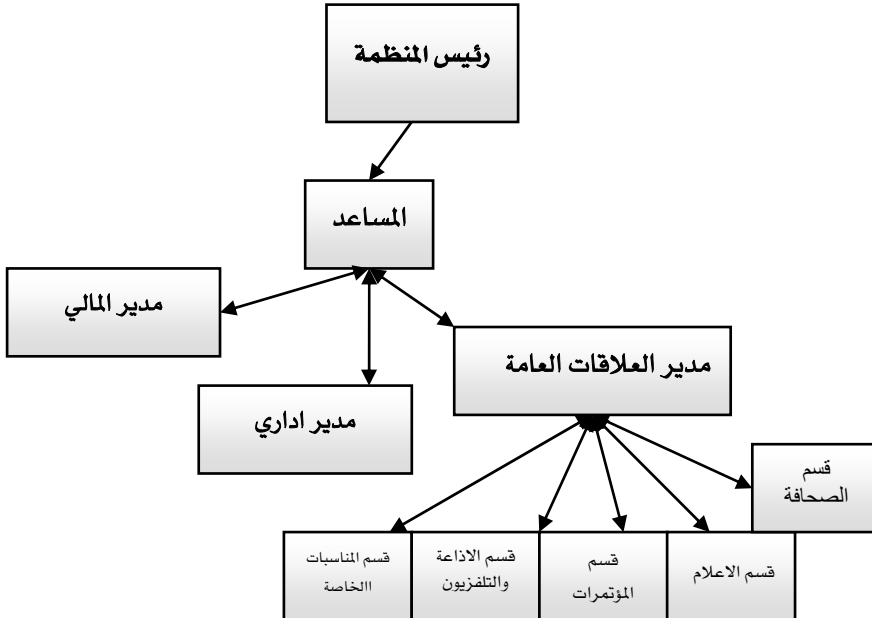 رئيس المنظمة
المساعد
مدير المالي
مدير العلاقات العامة
مدير اداري
قسم
الصحافة
قسم الاعلام
قسم
المؤتمرات
قسم الاذاعة
والتلفزيون
قسم المناسبات
االخاصة